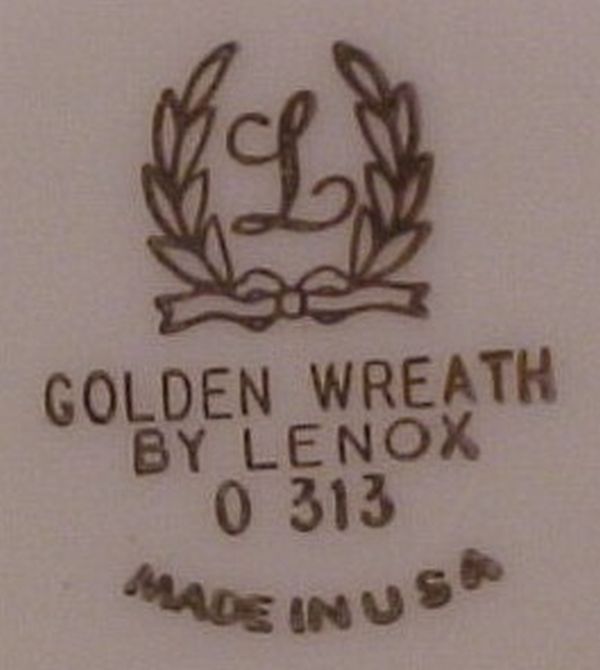 L
GOLDEN WREATH
BY LENOX
O 313
MADE IN USA